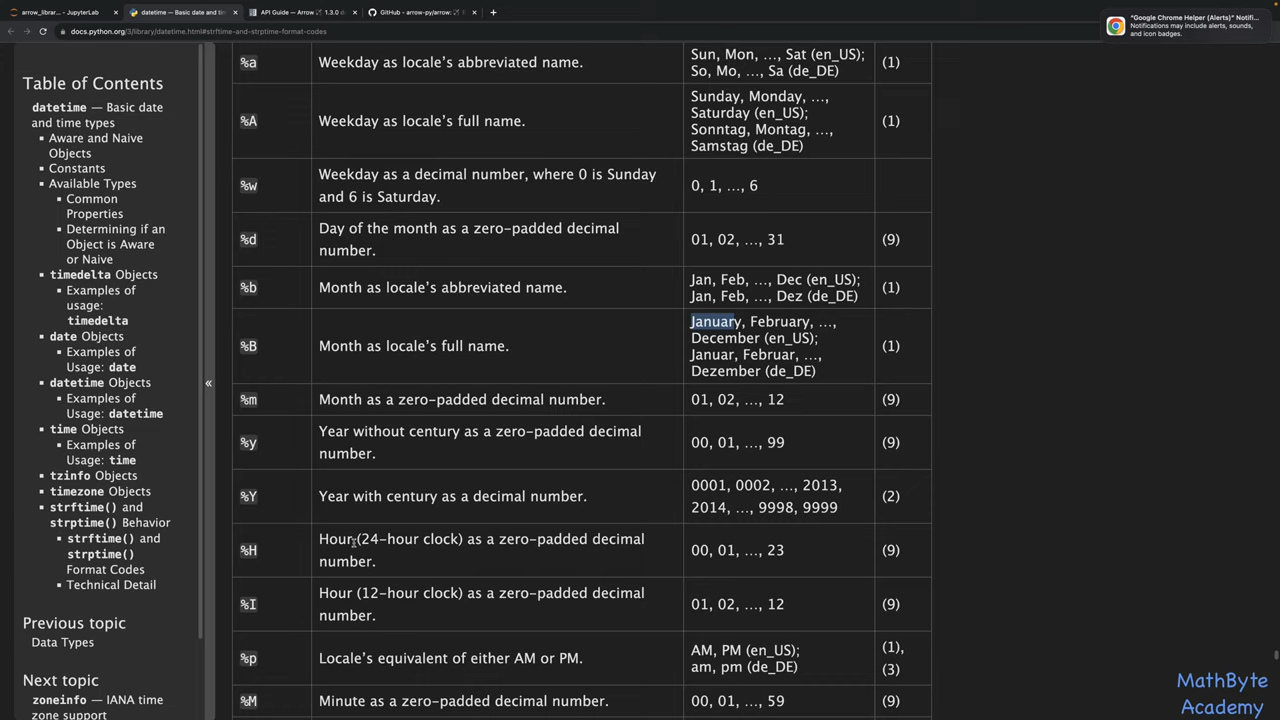 arrow_librar... – JupyterLab
datetime — Basic date and tim
API Guide — Arrow 🏹 1.3.0 d
GitHub – arrow-py/arrow: 🏹 B
docs.python.org/3/library/datetime.html#strftime-and-strptime-format-codes
"Google Chrome Helper (Alerts)" Notifi...
Notifications may include alerts, sounds,
and icon badges.
Table of Contents
datetime — Basic date
and time types
Aware and Naive
Objects
Constants
Available Types
Common
Properties
Determining if an
Object is Aware
or Naive
timedelta Objects
Examples of
usage:
timedelta
date Objects
Examples of
Usage: date
datetime Objects
Examples of
Usage: datetime
time Objects
Examples of
Usage: time
tzinfo Objects
timezone Objects
strftime() and
strptime() Behavior
strftime() and
strptime()
Format Codes
Technical Detail
Previous topic
Data Types
Next topic
zoneinfo — IANA time
zone support
«
%a Weekday as locale's abbreviated name. Sun, Mon, ..., Sat (en_US); (1)
So, Mo, ..., Sa (de_DE)
%A Weekday as locale's full name. Sunday, Monday, ..., (1)
Saturday (en_US);
Sonntag, Montag, ...,
Samstag (de_DE)
%w Weekday as a decimal number, where 0 is Sunday 0, 1, ..., 6
and 6 is Saturday.
%d Day of the month as a zero-padded decimal 01, 02, ..., 31 (9)
number.
%b Month as locale's abbreviated name. Jan, Feb, ..., Dec (en_US); (1)
Jan, Feb, ..., Dez (de_DE)
%B Month as locale's full name. January, February, ..., (1)
December (en_US);
Januar, Februar, ...,
Dezember (de_DE)
%m Month as a zero-padded decimal number. 01, 02, ..., 12 (9)
%y Year without century as a zero-padded decimal 00, 01, ..., 99 (9)
number.
%Y Year with century as a decimal number. 0001, 0002, ..., 2013, (2)
2014, ..., 9998, 9999
%H Hour (24-hour clock) as a zero-padded decimal 00, 01, ..., 23 (9)
number.
%I Hour (12-hour clock) as a zero-padded decimal 01, 02, ..., 12 (9)
number.
%p Locale's equivalent of either AM or PM. AM, PM (en_US); (1),
am, pm (de_DE) (3)
%M Minute as a zero-padded decimal number. 00, 01, ..., 59 (9)
MathByte
Academy